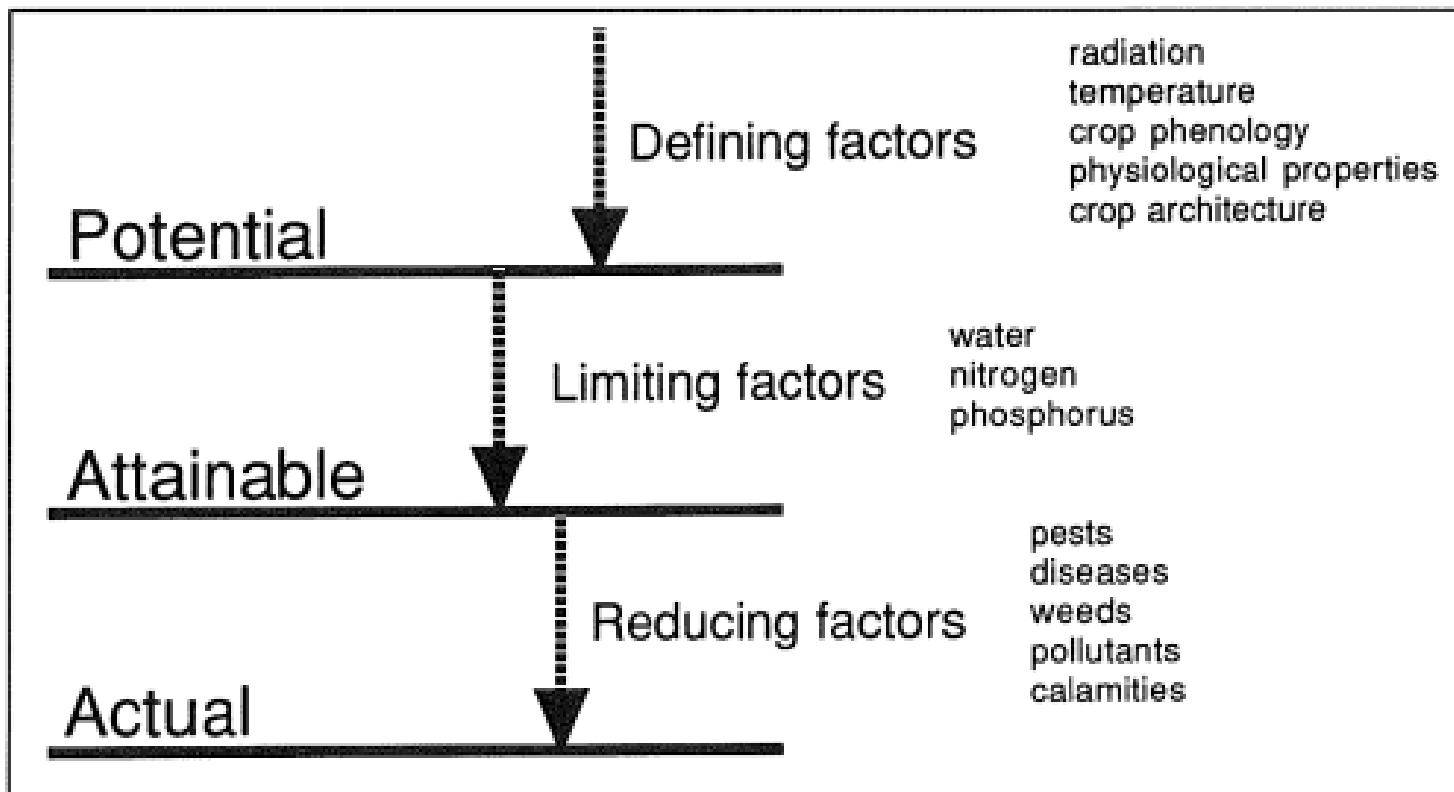 radiation
temperature
Defining factors
crop phenology
physiological properties
crop architecture
Potential
water
Limiting factors
nitrogen
phosphorus
Attainable
pests
diseases
Reducing factors
weeds
pollutants
calamities
Actual